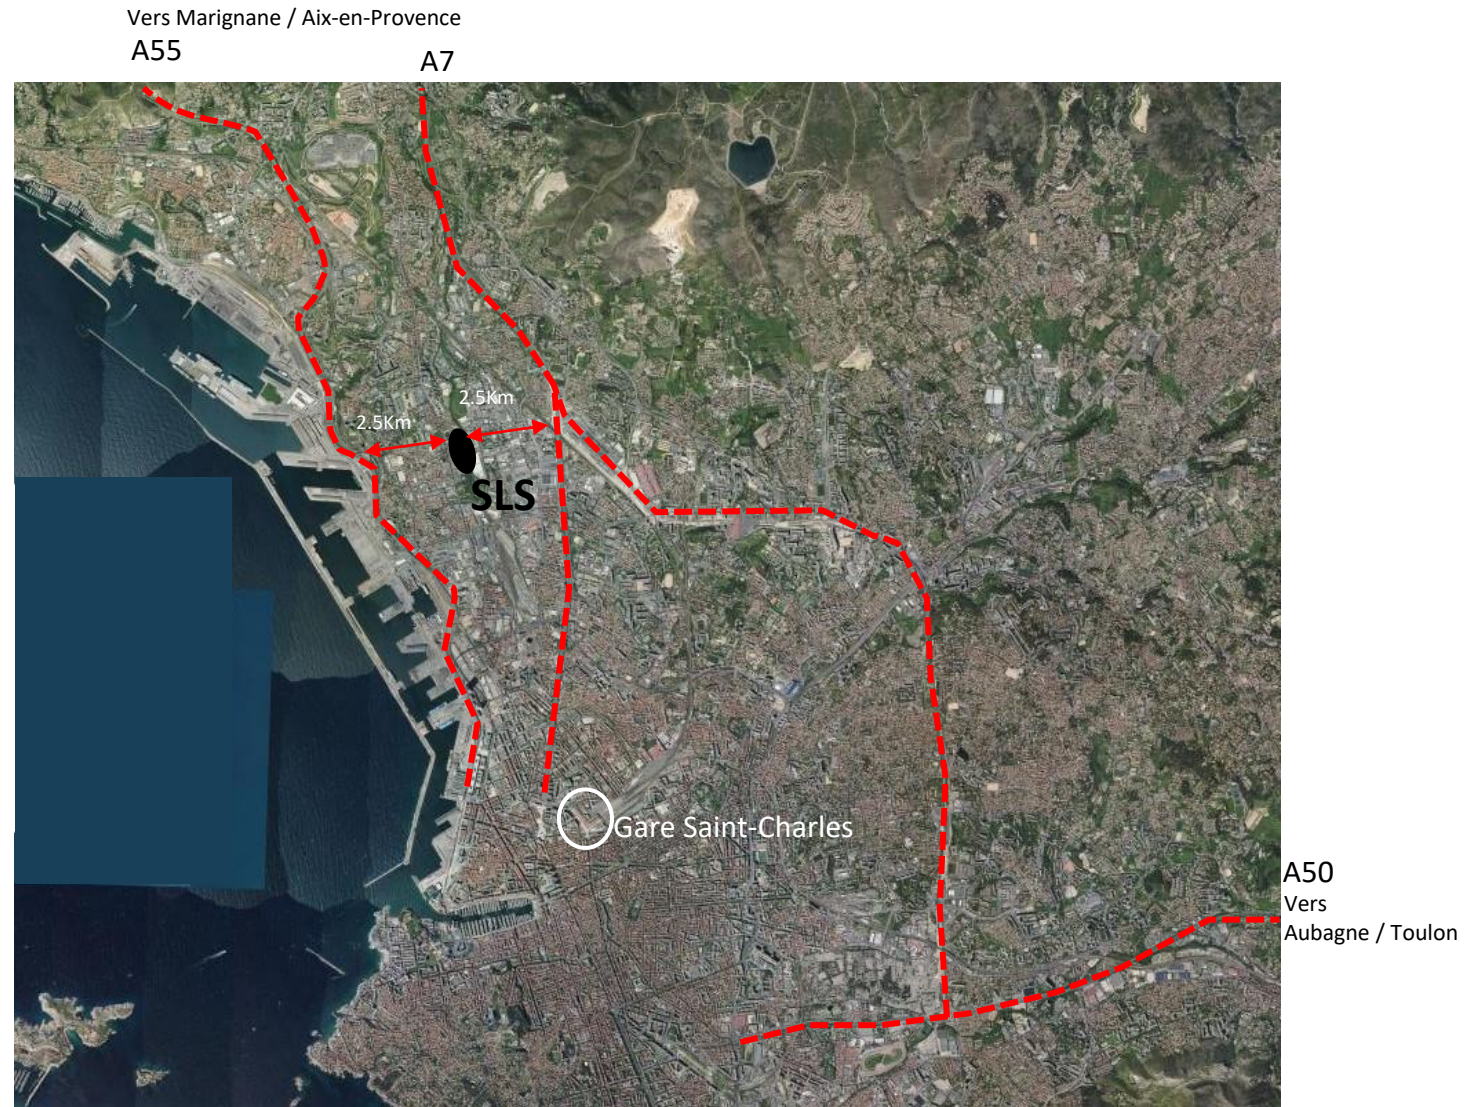 Vers Marignane / Aix-en-Provence
A55
A7
2.5Km
2.5Km
SLS
Gare Saint-Charles
A50
Vers
Aubagne / Toulon